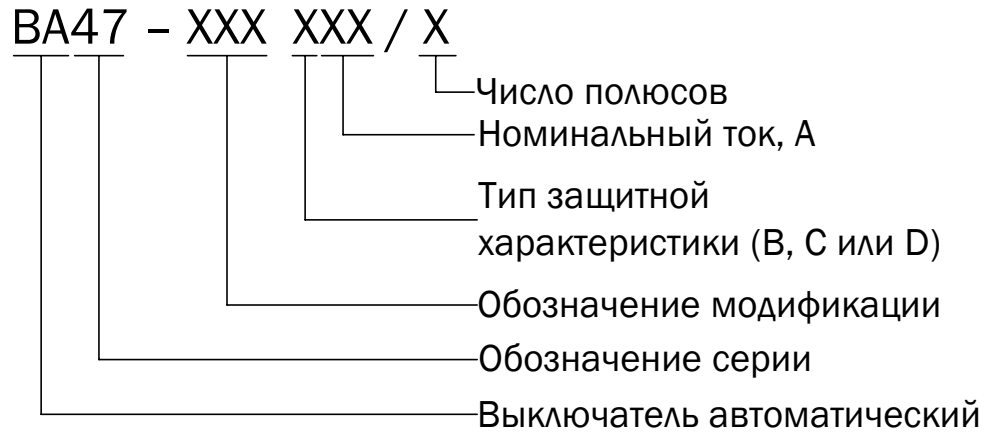 ВА47 – XXX XXX / X
Число полюсов
Номинальный ток, А
Тип защитной
характеристики (B, C или D)
Обозначение модификации
Обозначение серии
Выключатель автоматический